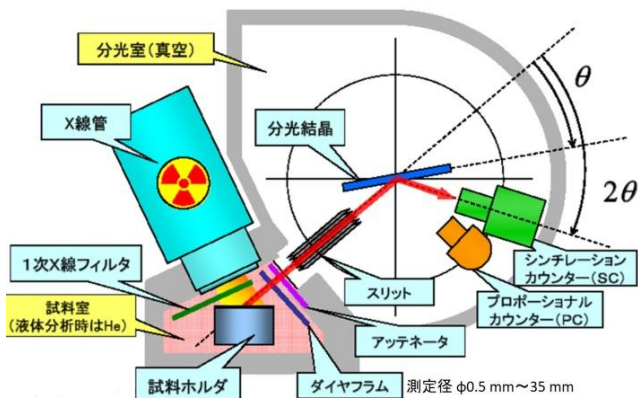 分光室(真空)
X線管
分光結晶
θ
2θ
シンチレーション
カウンター(SC)
1次X線フィルタ
スリット
プロポーショナル
カウンター(PC)
試料室
(液体分析時はHe)
アッテネータ
試料ホルダ
ダイヤフラム
測定径 φ0.5 mm～35 mm